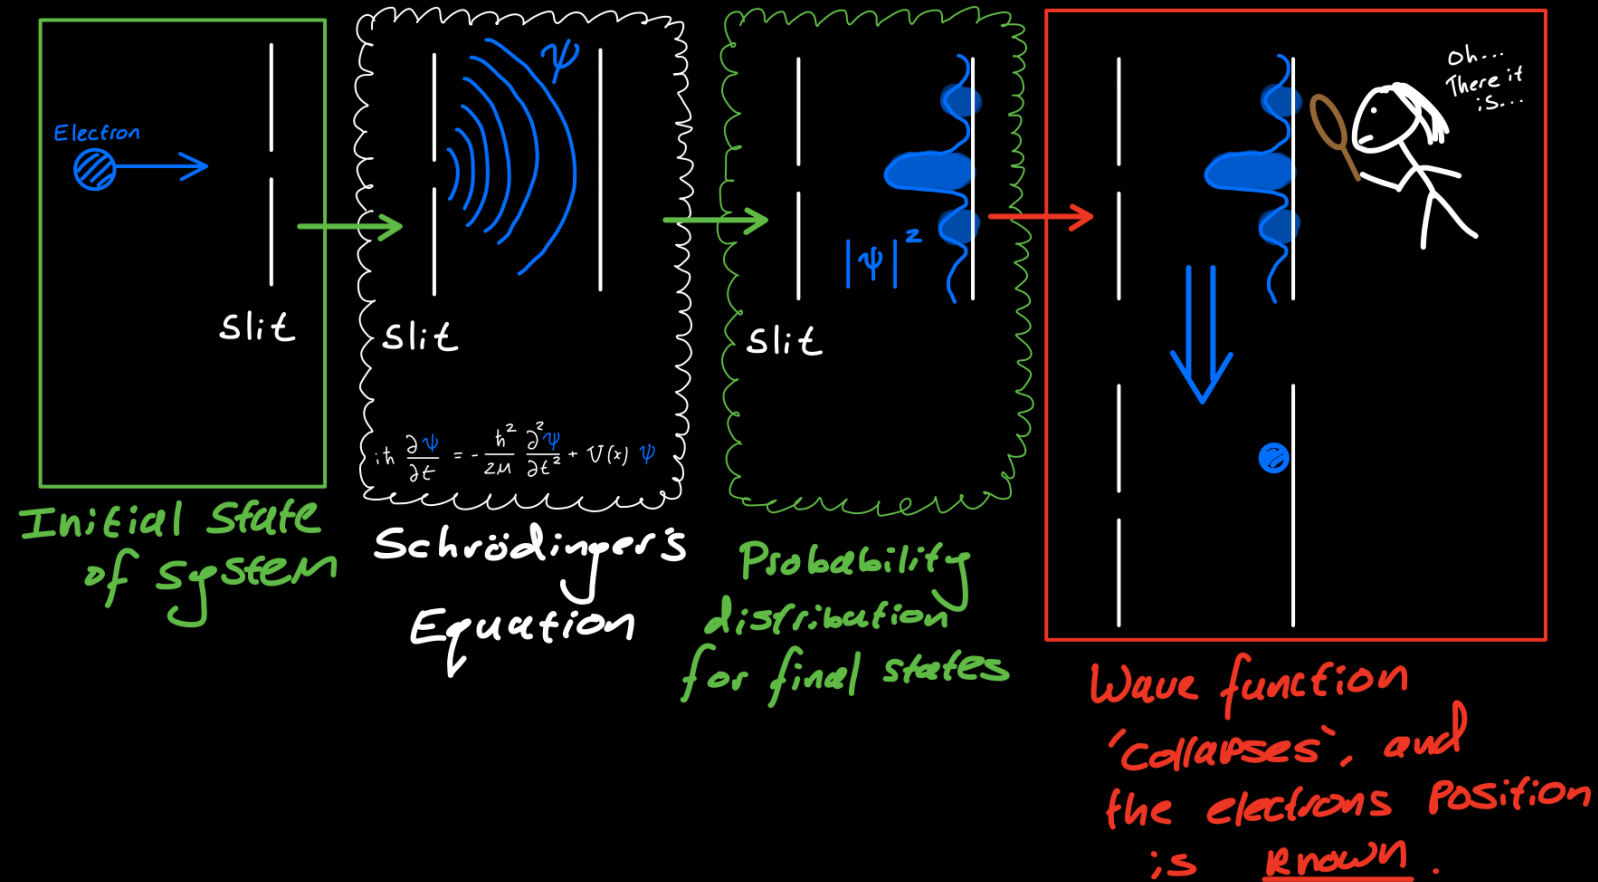 Electron
Slit
Initial state
of system
ψ
Slit
iħ ∂ψ/∂t = -ħ²/2μ ∂²ψ/∂t² + V(x) ψ
Schrödinger's
Equation
|ψ|²
Slit
Probability
distribution
for final states
Oh...
There it
is...
Wave function
'collapses', and
the electrons position
is known.